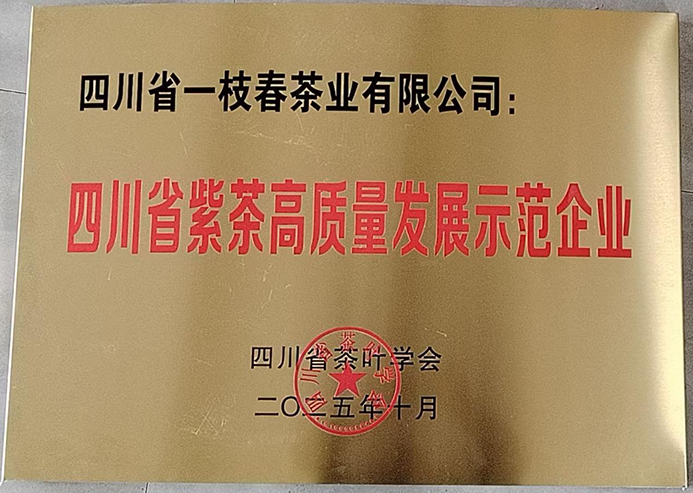 四川省一枝春茶业有限公司:
四川省紫茶高质量发展示范企业
四川省茶叶学会
二〇二五年十月